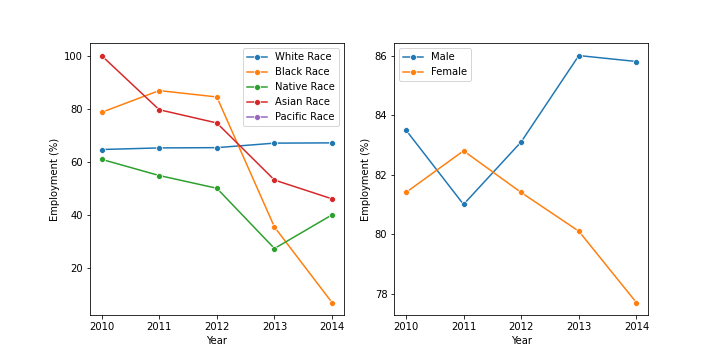 White Race
Black Race
Native Race
Asian Race
Pacific Race
Employment (%)
100
80
60
40
20
2010 2011 2012 2013 2014
Year
Male
Female
Employment (%)
86
84
82
80
78
2010 2011 2012 2013 2014
Year